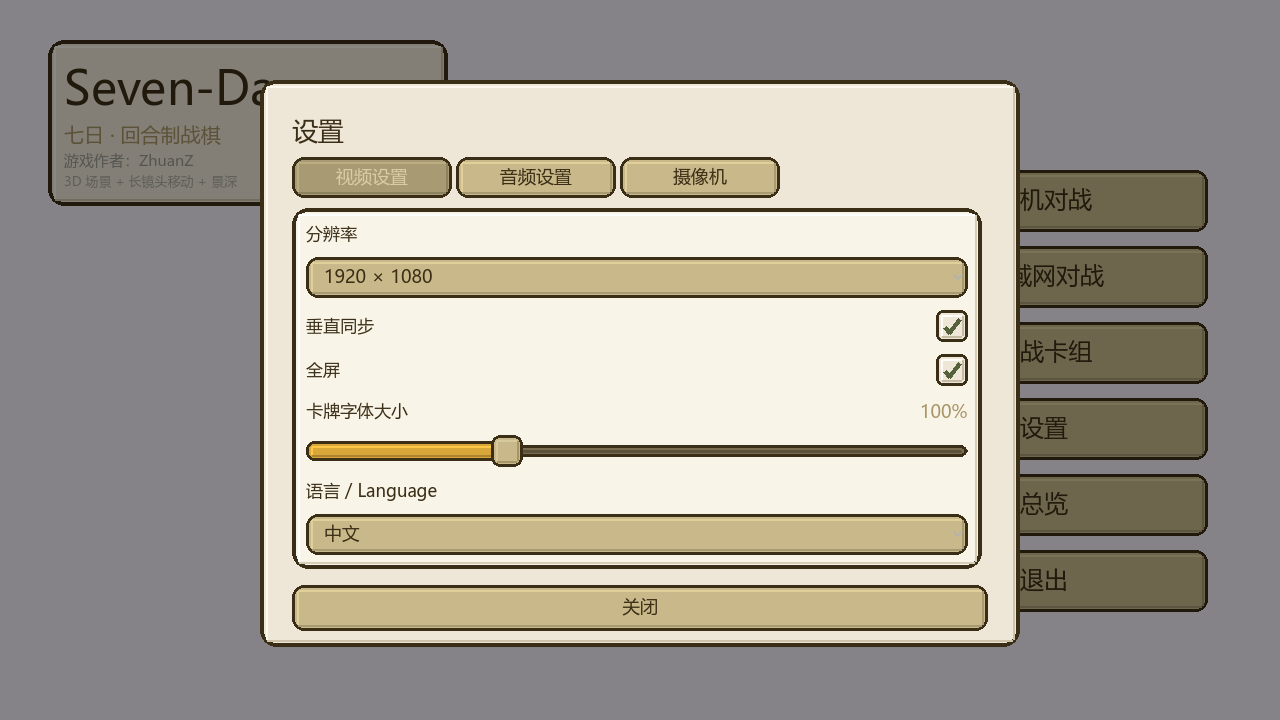 Seven-Da
七日 · 回合制战棋
游戏作者：ZhuanZ
3D 场景 + 长镜头移动 + 景深
设置
视频设置 音频设置 摄像机
分辨率
1920 × 1080
垂直同步
全屏
卡牌字体大小 100%
语言 / Language
中文
关闭
机对战
域网对战
战卡组
设置
总览
退出